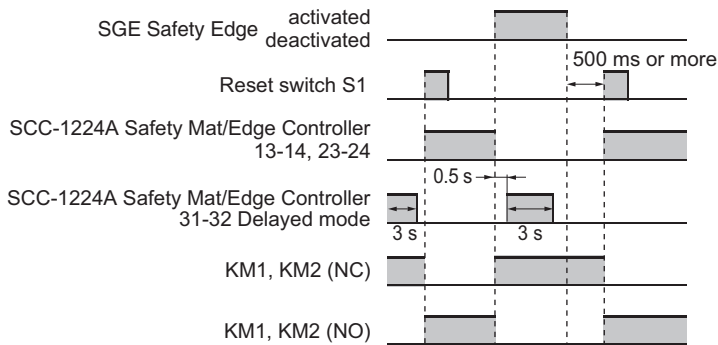 SGE Safety Edge activated
deactivated
500 ms or more
Reset switch S1
SCC-1224A Safety Mat/Edge Controller
13-14, 23-24
0.5 s
SCC-1224A Safety Mat/Edge Controller
31-32 Delayed mode
3 s
3 s
KM1, KM2 (NC)
KM1, KM2 (NO)